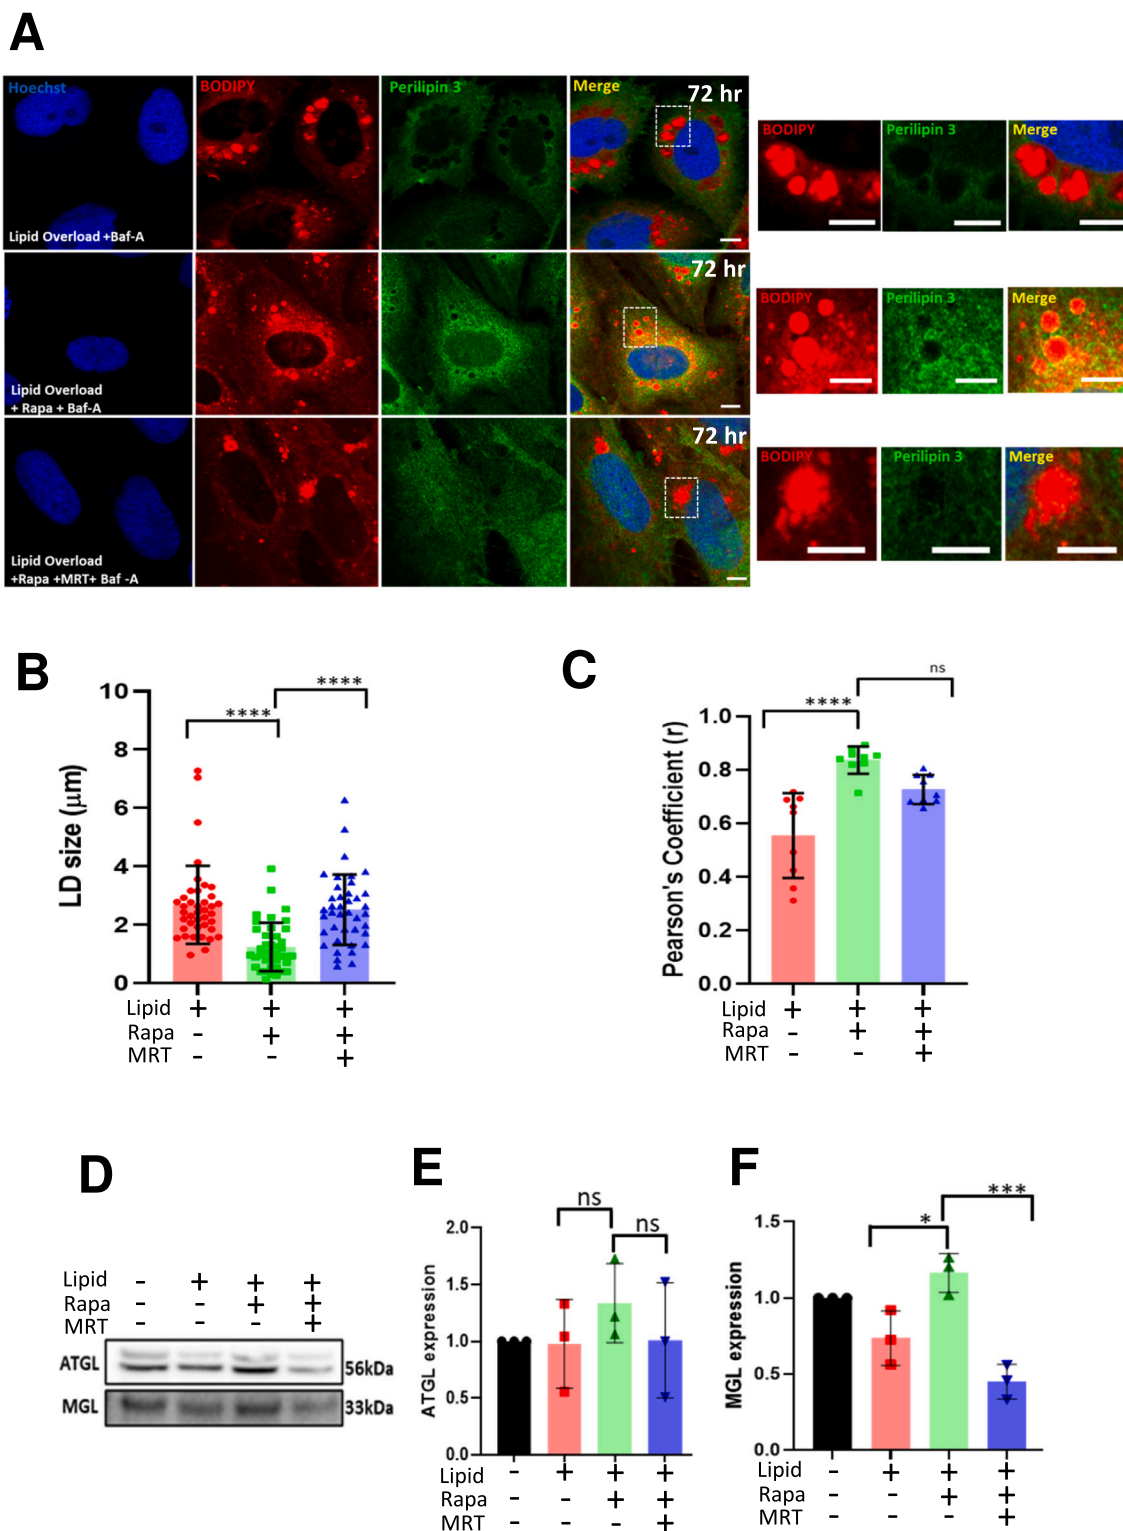 A
Hoechst BODIPY Perilipin 3 Merge
72 hr
BODIPY Perilipin 3 Merge
Lipid Overload +Baf-A
72 hr
BODIPY Perilipin 3 Merge
Lipid Overload
+ Rapa + Baf-A
72 hr
BODIPY Perilipin 3 Merge
Lipid Overload
+Rapa +MRT+ Baf -A
B
LD size (μm)
10
8
6
4
2
0
**** ****
Lipid + + +
Rapa - + +
MRT - - +
C
Pearson's Coefficient (r)
1.0
0.8
0.6
0.4
0.2
0.0
**** ns
Lipid + + +
Rapa - + +
MRT - - +
D
Lipid - + + +
Rapa - - + +
MRT - - - +
ATGL 56kDa
MGL 33kDa
E
ATGL expression
2.0
1.5
1.0
0.5
0.0
ns ns
Lipid - + + +
Rapa - - + +
MRT - - - +
F
MGL expression
1.5
1.0
0.5
0.0
* ***
Lipid - + + +
Rapa - - + +
MRT - - - +